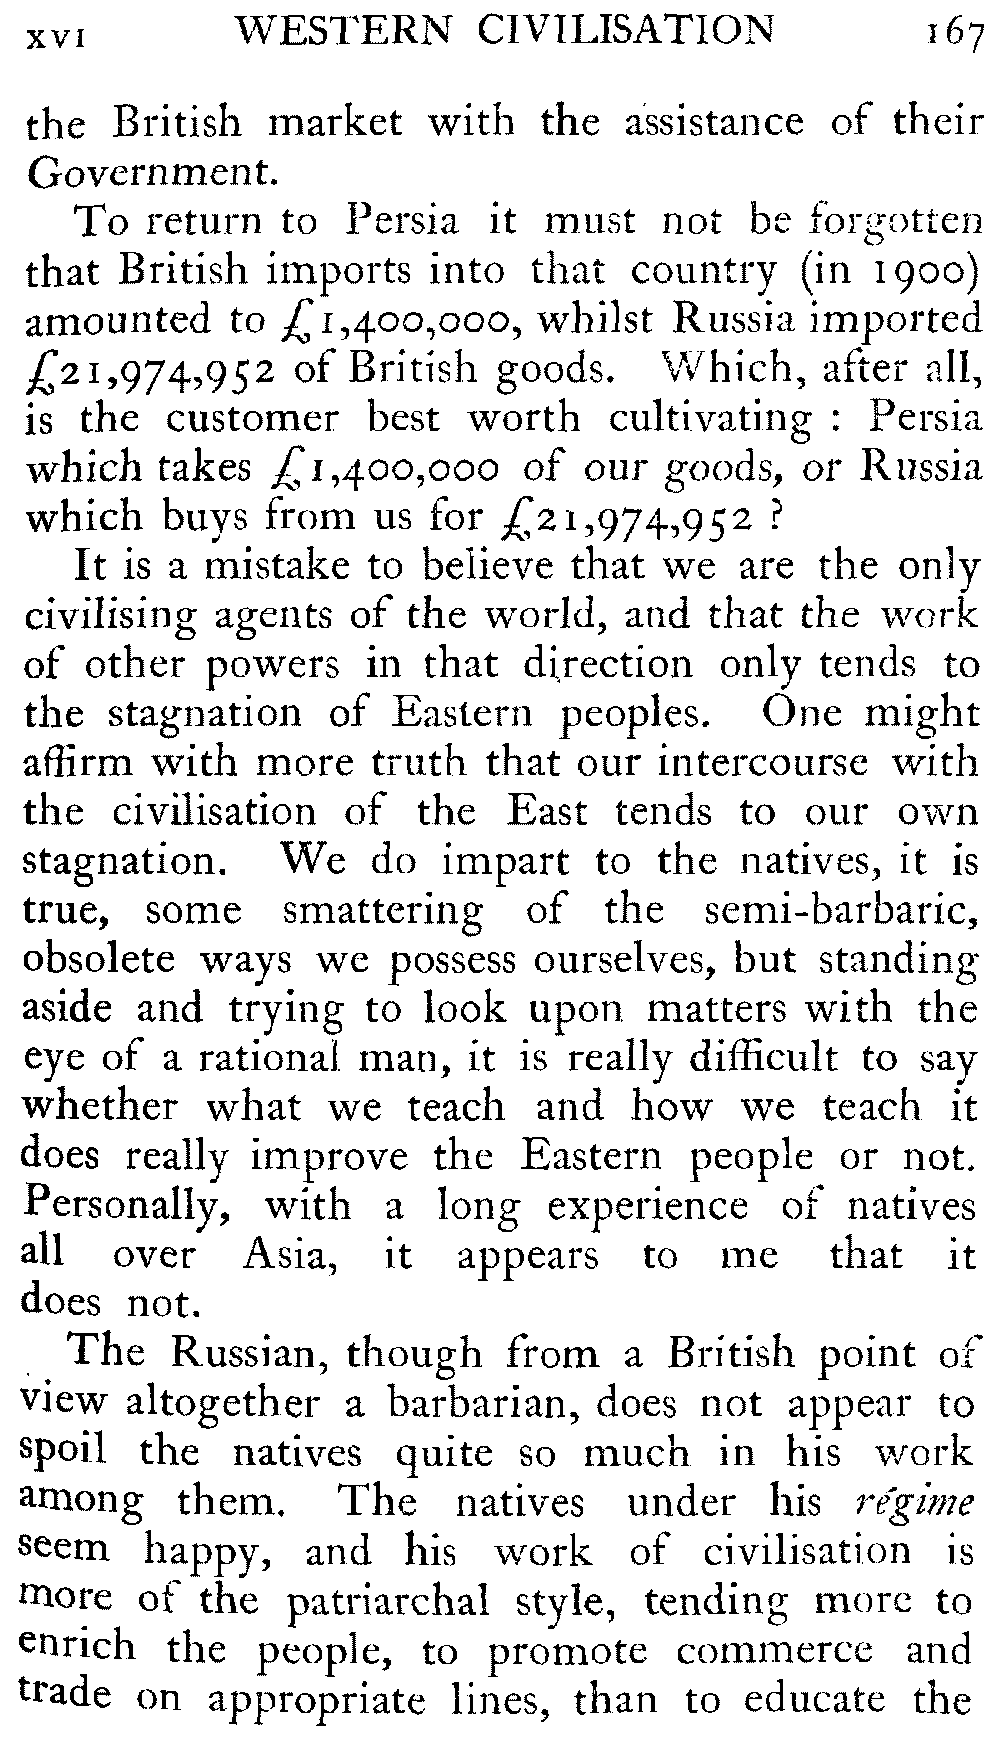 XVI WESTERN CIVILISATION 167
the British market with the assistance of their
Government.
To return to Persia it must not be forgotten
that British imports into that country (in 1900)
amounted to £1,400,000, whilst Russia imported
£21,974,952 of British goods. Which, after all,
is the customer best worth cultivating : Persia
which takes £1,400,000 of our goods, or Russia
which buys from us for £21,974,952 ?
It is a mistake to believe that we are the only
civilising agents of the world, and that the work
of other powers in that direction only tends to
the stagnation of Eastern peoples. One might
affirm with more truth that our intercourse with
the civilisation of the East tends to our own
stagnation. We do impart to the natives, it is
true, some smattering of the semi-barbaric,
obsolete ways we possess ourselves, but standing
aside and trying to look upon matters with the
eye of a rational man, it is really difficult to say
whether what we teach and how we teach it
does really improve the Eastern people or not.
Personally, with a long experience of natives
all over Asia, it appears to me that it
does not.
The Russian, though from a British point of
view altogether a barbarian, does not appear to
spoil the natives quite so much in his work
among them. The natives under his régime
seem happy, and his work of civilisation is
more of the patriarchal style, tending more to
enrich the people, to promote commerce and
trade on appropriate lines, than to educate the